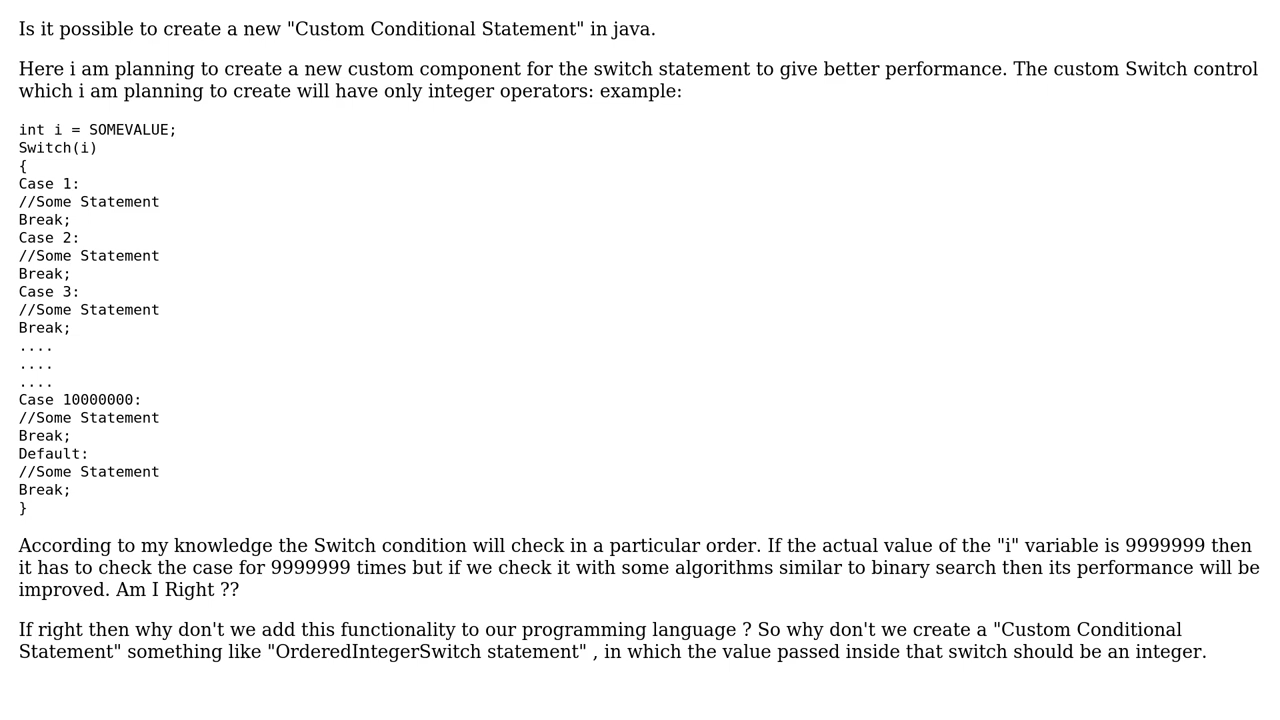 Is it possible to create a new "Custom Conditional Statement" in java.
Here i am planning to create a new custom component for the switch statement to give better performance. The custom Switch control
which i am planning to create will have only integer operators: example:
int i = SOMEVALUE;
Switch(i)
{
Case 1:
//Some Statement
Break;
Case 2:
//Some Statement
Break;
Case 3:
//Some Statement
Break;
....
....
....
Case 10000000:
//Some Statement
Break;
Default:
//Some Statement
Break;
}
According to my knowledge the Switch condition will check in a particular order. If the actual value of the "i" variable is 9999999 then
it has to check the case for 9999999 times but if we check it with some algorithms similar to binary search then its performance will be
improved. Am I Right ??
If right then why don't we add this functionality to our programming language ? So why don't we create a "Custom Conditional
Statement" something like "OrderedIntegerSwitch statement" , in which the value passed inside that switch should be an integer.